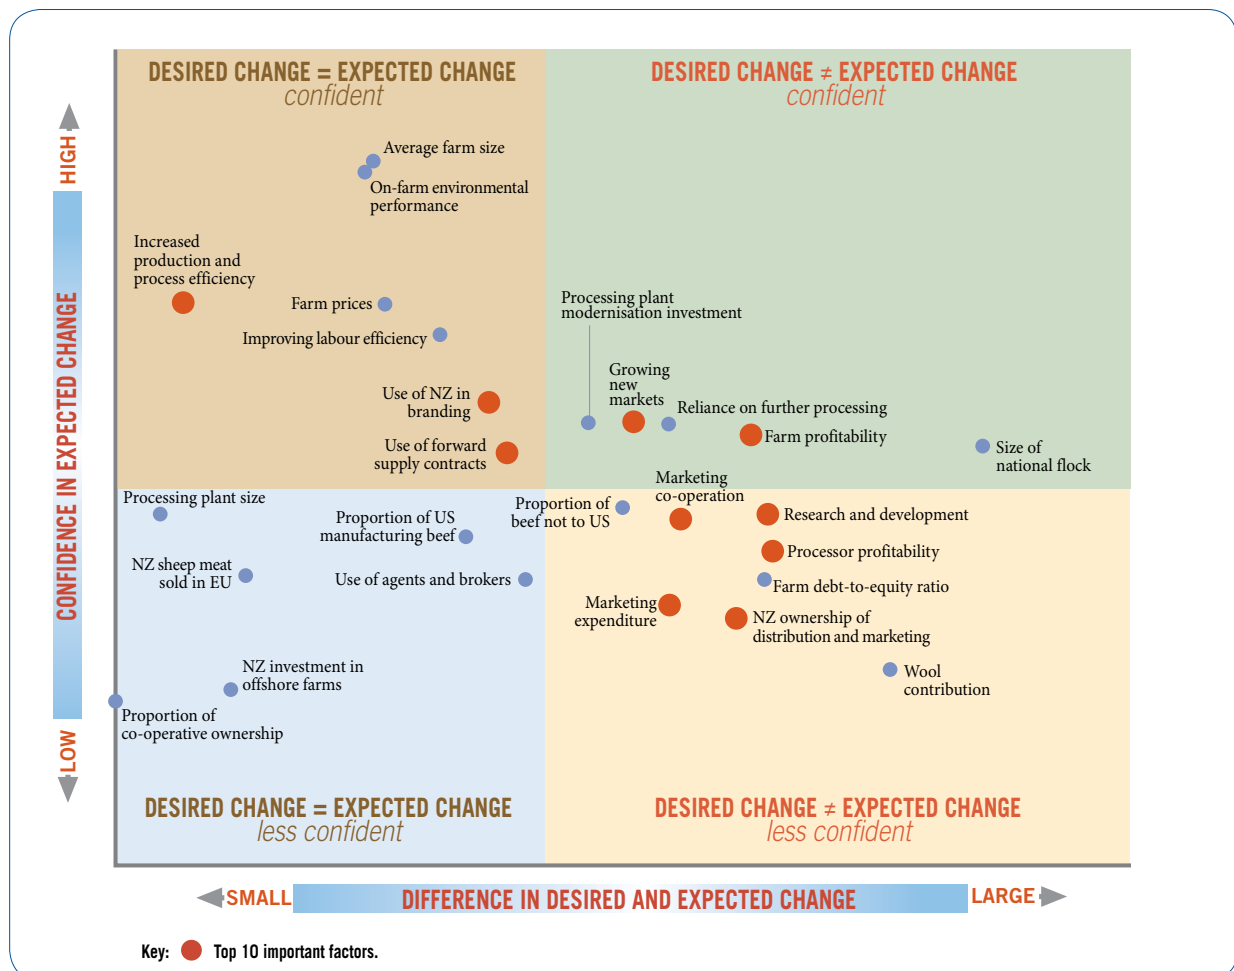 DESIRED CHANGE = EXPECTED CHANGE
confident
DESIRED CHANGE ≠ EXPECTED CHANGE
confident
HIGH
CONFIDENCE IN EXPECTED CHANGE
LOW
Average farm size
On-farm environmental
performance
Increased
production and
process efficiency
Farm prices
Improving labour efficiency
Use of NZ in
branding
Use of forward
supply contracts
Processing plant
modernisation investment
Growing
new
markets
Reliance on further processing
Farm profitability
Size of
national flock
Processing plant size
Proportion of US
manufacturing beef
NZ sheep meat
sold in EU
Use of agents and brokers
NZ investment in
offshore farms
Proportion of
co-operative ownership
Marketing
co-operation
Proportion of
beef not to US
Research and development
Processor profitability
Farm debt-to-equity ratio
Marketing
expenditure
NZ ownership of
distribution and marketing
Wool
contribution
DESIRED CHANGE = EXPECTED CHANGE
less confident
DESIRED CHANGE ≠ EXPECTED CHANGE
less confident
SMALL
DIFFERENCE IN DESIRED AND EXPECTED CHANGE
LARGE
Key: Top 10 important factors.